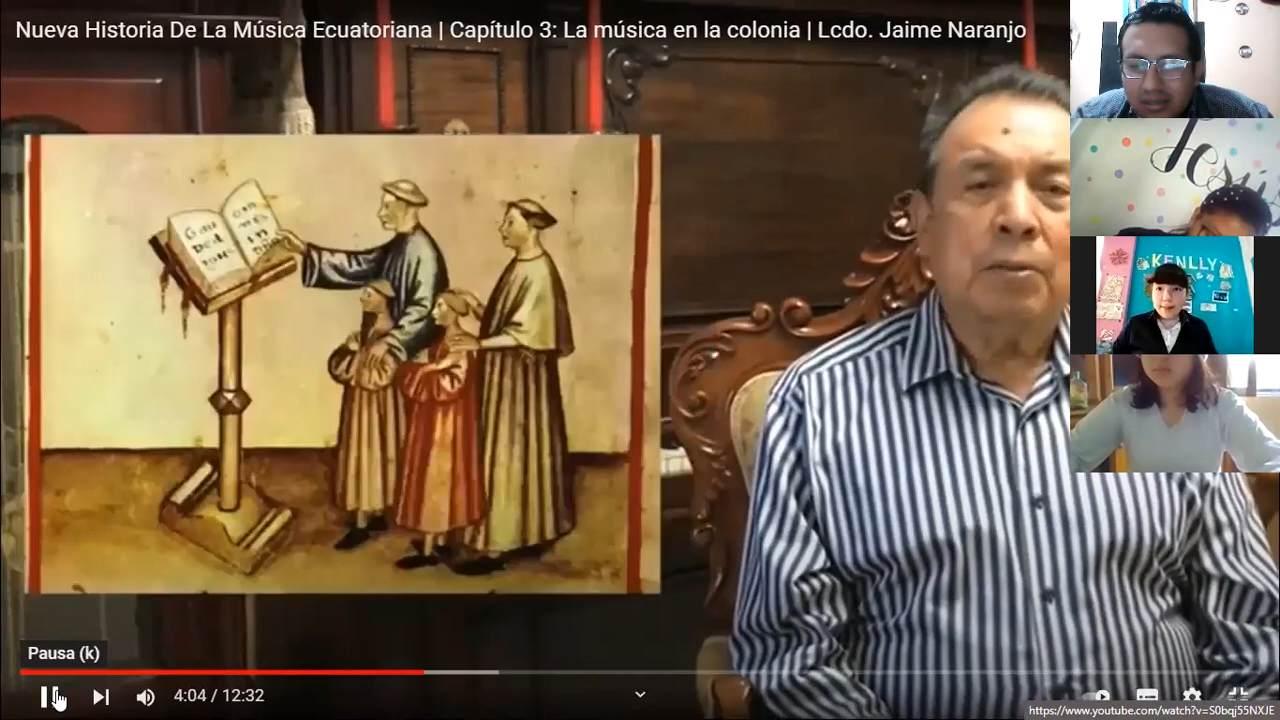 Nueva Historia De La Música Ecuatoriana | Capítulo 3: La música en la colonia | Lcdo. Jaime Naranjo
KENLLY
Pausa (k)
4:04 / 12:32
https://www.youtube.com/watch?v=S0bqj55NXJE